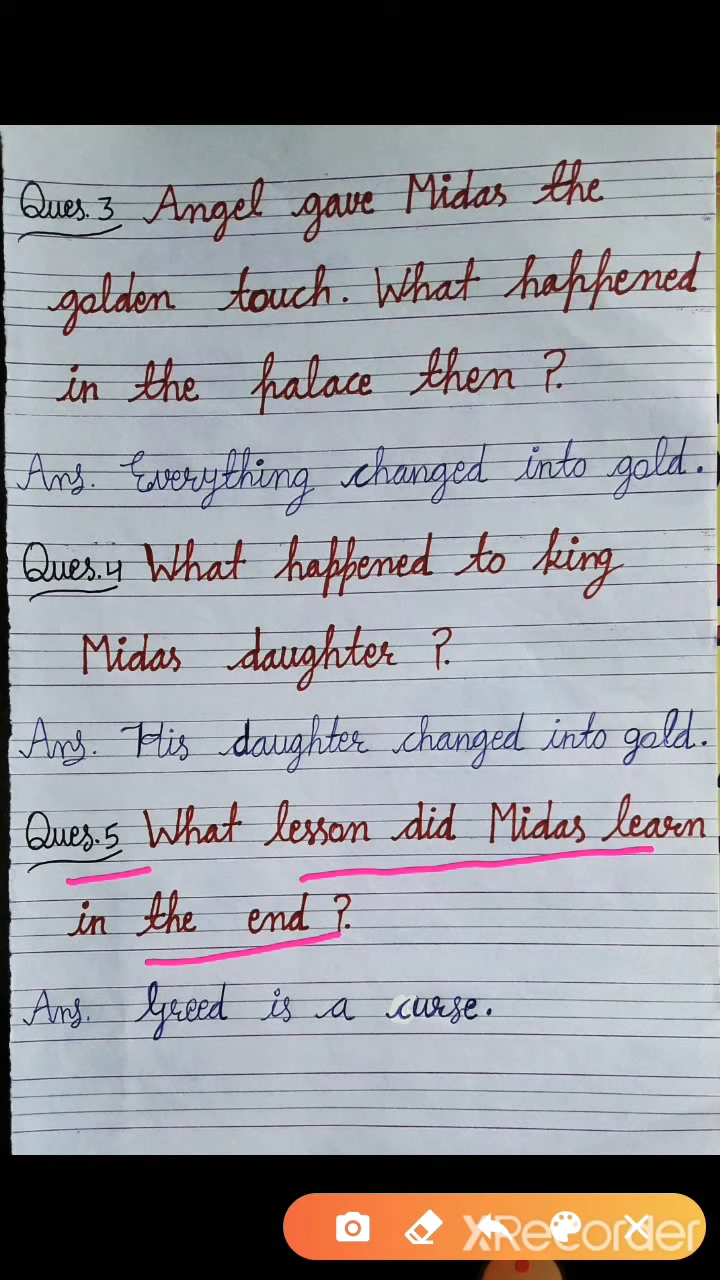 Ques. 3 Angel gave Midas the
golden touch. What happened
in the palace then ?
Ans. Everything changed into gold.
Ques. 4 What happened to king
Midas daughter ?
Ans. His daughter changed into gold.
Ques. 5 What lesson did Midas learn
in the end ?
Ans. Greed is a curse.
XRecorder